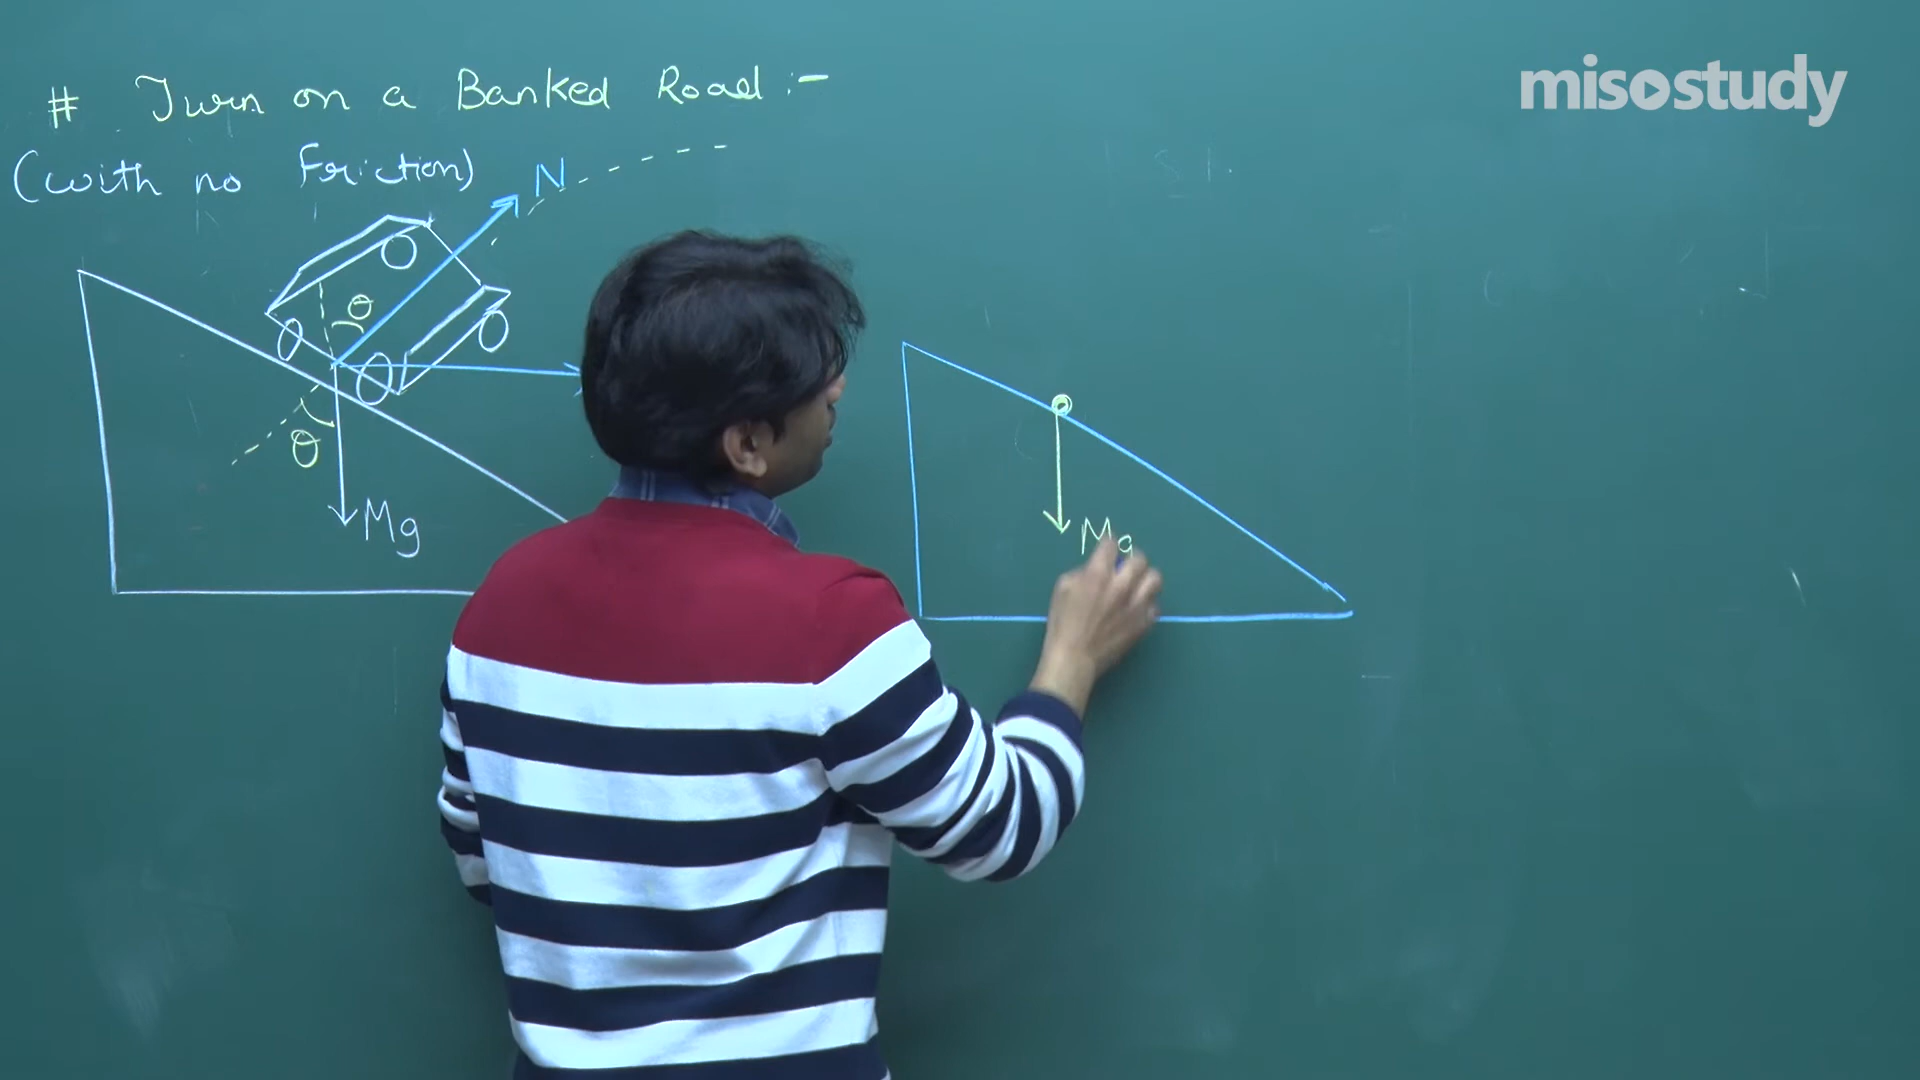 # Turn on a Banked Road :-
(with no Friction)
N
θ
θ
Mg
Mg
misostudy